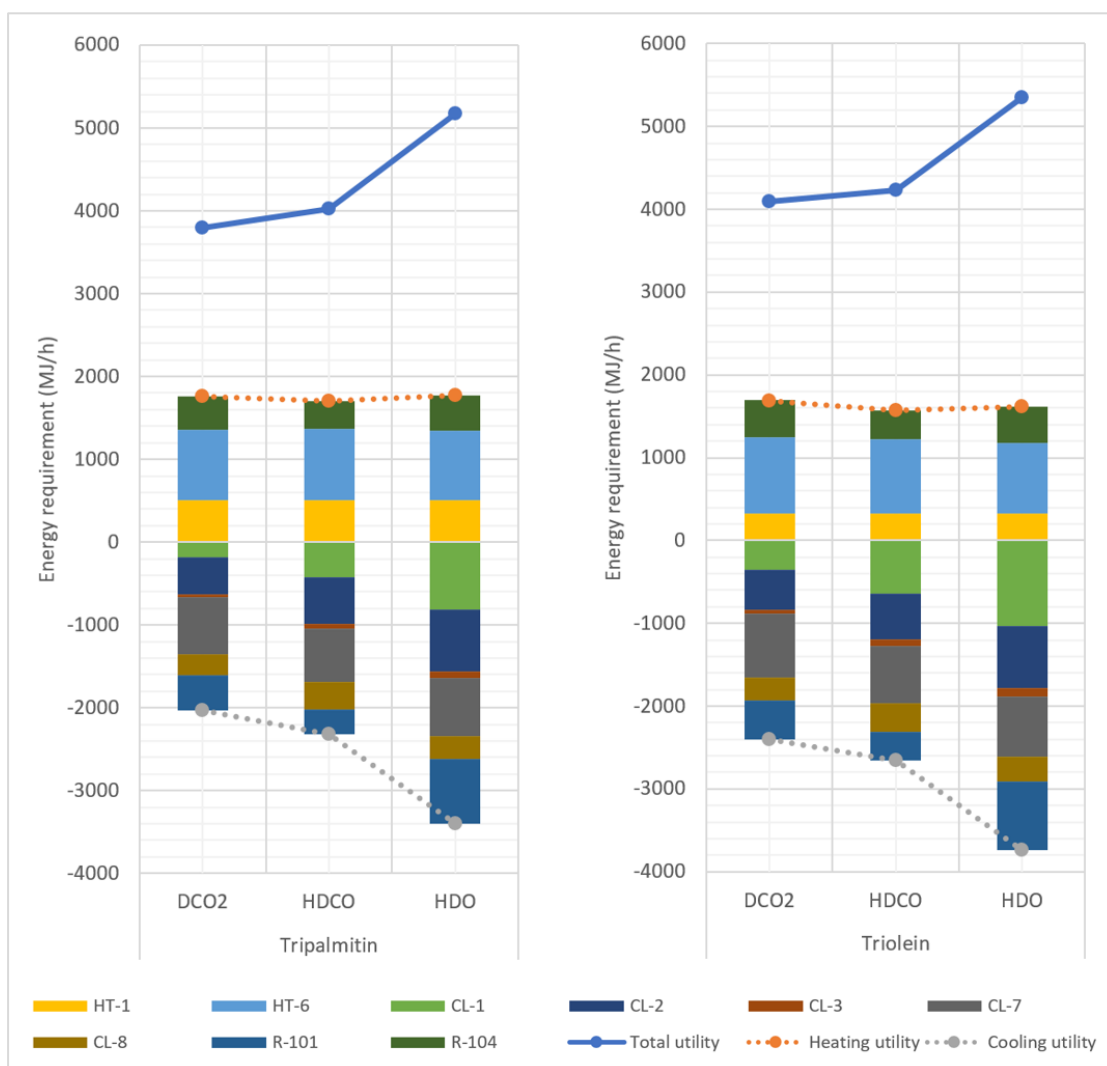 6000
5000
4000
3000
2000
1000
0
-1000
-2000
-3000
-4000
Energy requirement (MJ/h)
DCO2 HDCO HDO
Tripalmitin
6000
5000
4000
3000
2000
1000
0
-1000
-2000
-3000
-4000
Energy requirement (MJ/h)
DCO2 HDCO HDO
Triolein
HT-1 HT-6 CL-1 CL-2 CL-3 CL-7
CL-8 R-101 R-104 Total utility Heating utility Cooling utility